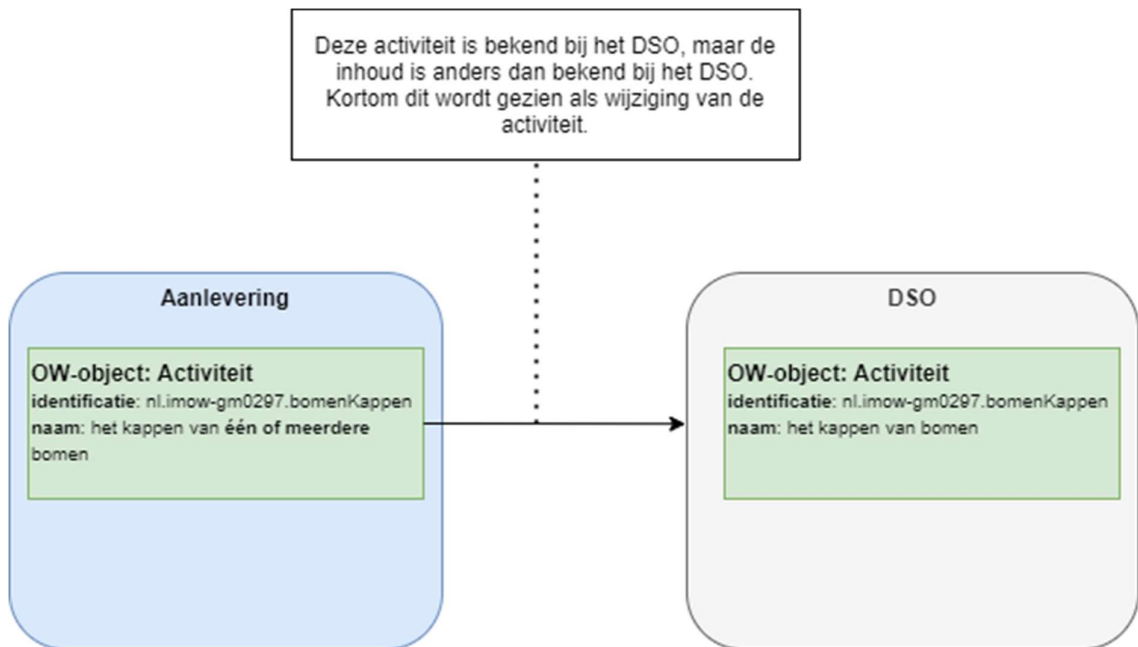 Deze activiteit is bekend bij het DSO, maar de
inhoud is anders dan bekend bij het DSO.
Kortom dit wordt gezien als wijziging van de
activiteit.
Aanlevering
OW-object: Activiteit
identificatie: nl.imow-gm0297.bomenKappen
naam: het kappen van één of meerdere
bomen
DSO
OW-object: Activiteit
identificatie: nl.imow-gm0297.bomenKappen
naam: het kappen van bomen